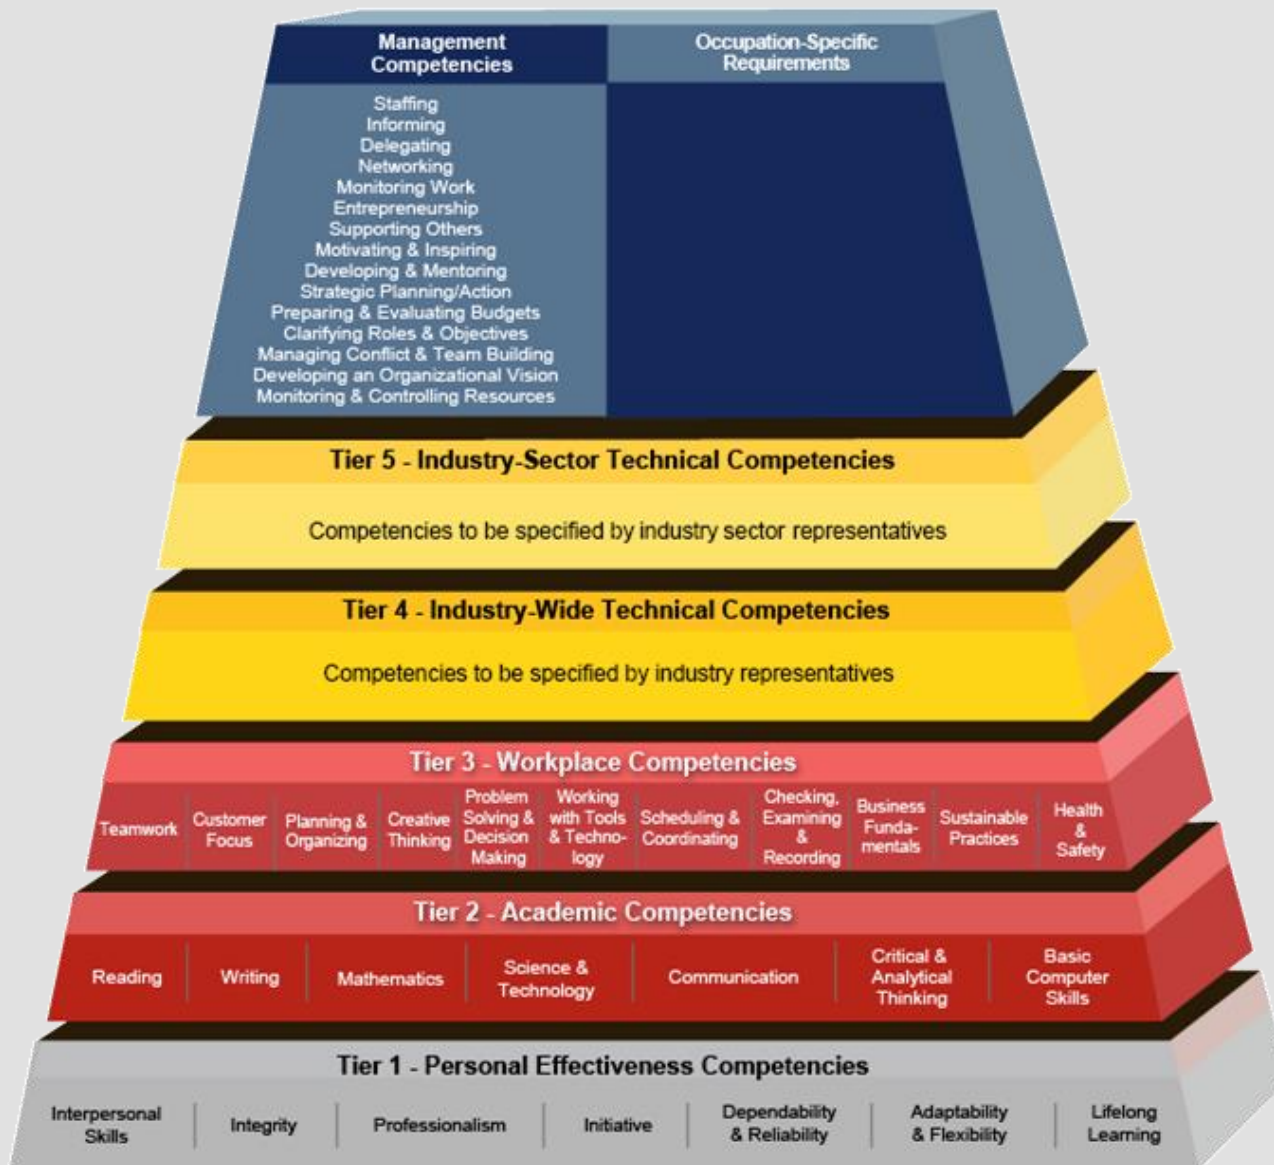 Management
Competencies
Occupation-Specific
Requirements
Staffing
Informing
Delegating
Networking
Monitoring Work
Entrepreneurship
Supporting Others
Motivating & Inspiring
Developing & Mentoring
Strategic Planning/Action
Preparing & Evaluating Budgets
Clarifying Roles & Objectives
Managing Conflict & Team Building
Developing an Organizational Vision
Monitoring & Controlling Resources
Tier 5 - Industry-Sector Technical Competencies
Competencies to be specified by industry sector representatives
Tier 4 - Industry-Wide Technical Competencies
Competencies to be specified by industry representatives
Tier 3 - Workplace Competencies
Teamwork
Customer
Focus
Planning &
Organizing
Creative
Thinking
Problem
Solving &
Decision
Making
Working
with Tools
& Techno-
logy
Scheduling &
Coordinating
Checking,
Examining
&
Recording
Business
Funda-
mentals
Sustainable
Practices
Health
&
Safety
Tier 2 - Academic Competencies
Reading
Writing
Mathematics
Science &
Technology
Communication
Critical &
Analytical
Thinking
Basic
Computer
Skills
Tier 1 - Personal Effectiveness Competencies
Interpersonal
Skills
Integrity
Professionalism
Initiative
Dependability
& Reliability
Adaptability
& Flexibility
Lifelong
Learning